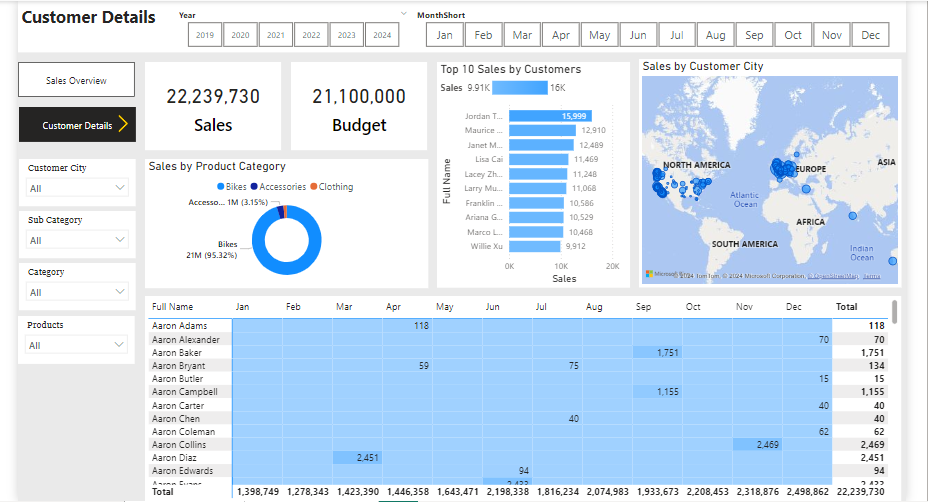 Customer Details
Year
2019 2020 2021 2022 2023 2024
MonthShort
Jan Feb Mar Apr May Jun Jul Aug Sep Oct Nov Dec
Sales Overview
Customer Details
Customer City
All
Sub Category
All
Category
All
Products
All
22,239,730
Sales
21,100,000
Budget
Sales by Product Category
Bikes Accessories Clothing
Accesso... 1M (3.15%)
Bikes
21M (95.32%)
Top 10 Sales by Customers
Sales 9.91K 16K
Full Name
Jordan T... 15,999
Maurice ... 12,910
Janet M... 12,489
Lisa Cai 11,469
Lacey Zh... 11,248
Larry Mu... 11,068
Franklin ... 10,586
Ariana G... 10,529
Marco L... 10,468
Willie Xu 9,912
0K 10K 20K
Sales
Sales by Customer City
NORTH AMERICA
EUROPE
ASIA
Atlantic
Ocean
AFRICA
SOUTH AMERICA
Indian
Ocean
© 2024 TomTom, © 2024 Microsoft Corporation, © OpenStreetMap Terms
Full Name Jan Feb Mar Apr May Jun Jul Aug Sep Oct Nov Dec Total
Aaron Adams 118 118
Aaron Alexander 70 70
Aaron Baker 1,751 1,751
Aaron Bryant 59 75 134
Aaron Butler 15 15
Aaron Campbell 1,155 1,155
Aaron Carter 40 40
Aaron Chen 40 40
Aaron Coleman 62 62
Aaron Collins 2,469 2,469
Aaron Diaz 2,451 2,451
Aaron Edwards 94 94
Aaron Evans 2,433 2,433
Total 1,398,749 1,278,343 1,423,390 1,446,358 1,643,471 2,198,338 1,816,234 2,074,983 1,933,673 2,208,453 2,318,876 2,498,862 22,239,730